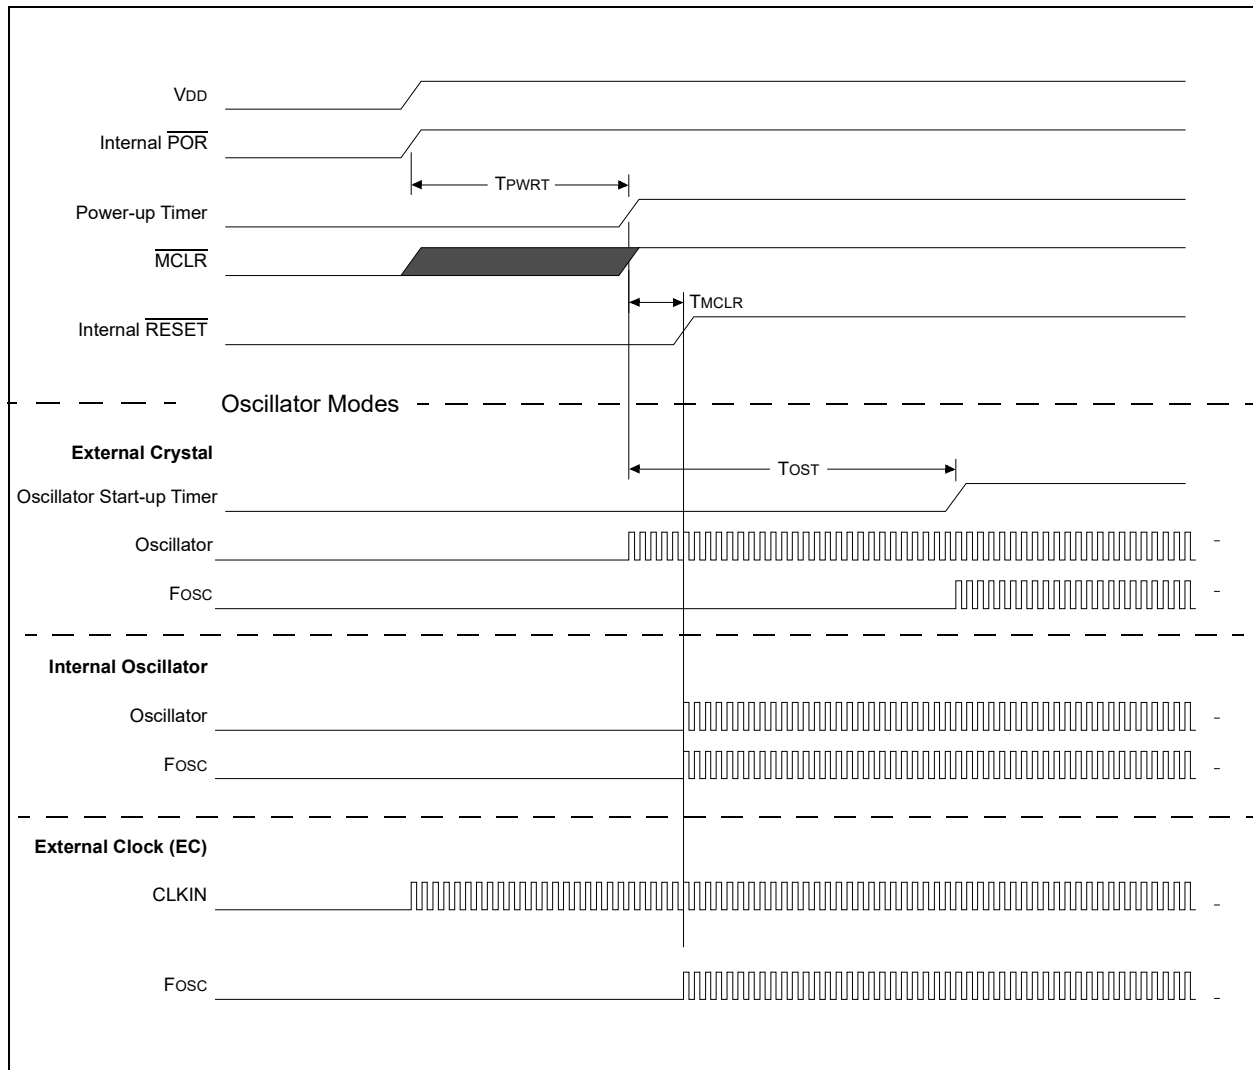 VDD
Internal POR
TPWRT
Power-up Timer
MCLR
TMCLR
Internal RESET
Oscillator Modes
External Crystal
TOST
Oscillator Start-up Timer
Oscillator
FOSC
Internal Oscillator
Oscillator
FOSC
External Clock (EC)
CLKIN
FOSC